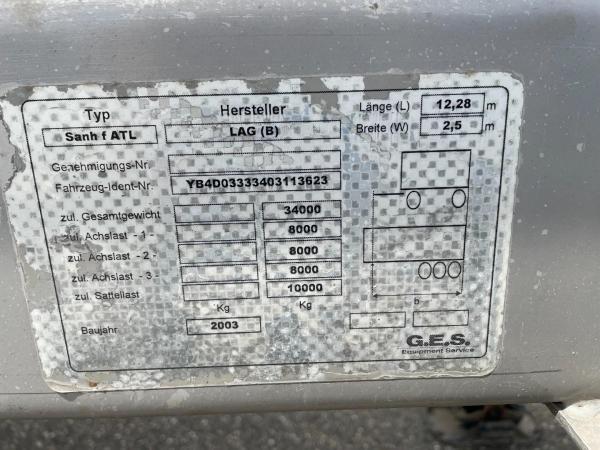 Typ Hersteller Länge (L) 12,28 m
Sanh f ATL LAG (B) Breite (W) 2,5 m
Genehmigungs-Nr.
Fahrzeug-Ident-Nr. YB4D03333403113623
zul. Gesamtgewicht 34000
zul. Achslast - 1 - 8000
zul. Achslast - 2 - 8000
zul. Achslast - 3 - 8000
zul. Sattellast 10000
Kg Kg
b
Baujahr 2003
G.E.S.
Equipment Service